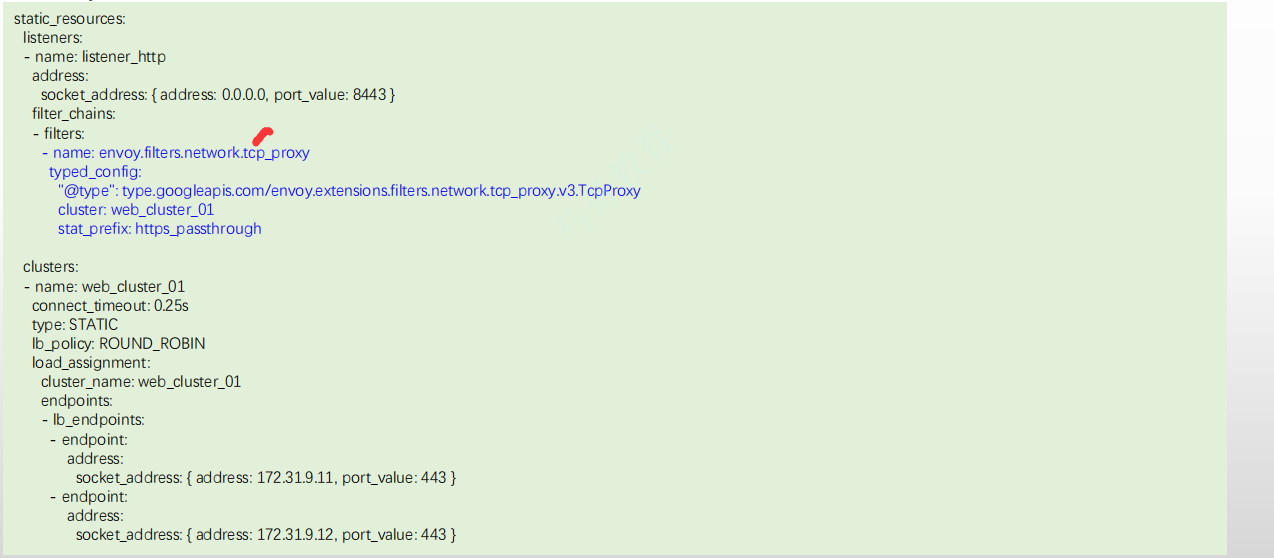 static_resources:
listeners:
- name: listener_http
address:
socket_address: { address: 0.0.0.0, port_value: 8443 }
filter_chains:
- filters:
- name: envoy.filters.network.tcp_proxy
typed_config:
"@type": type.googleapis.com/envoy.extensions.filters.network.tcp_proxy.v3.TcpProxy
cluster: web_cluster_01
stat_prefix: https_passthrough
clusters:
- name: web_cluster_01
connect_timeout: 0.25s
type: STATIC
lb_policy: ROUND_ROBIN
load_assignment:
cluster_name: web_cluster_01
endpoints:
- lb_endpoints:
- endpoint:
address:
socket_address: { address: 172.31.9.11, port_value: 443 }
- endpoint:
address:
socket_address: { address: 172.31.9.12, port_value: 443 }